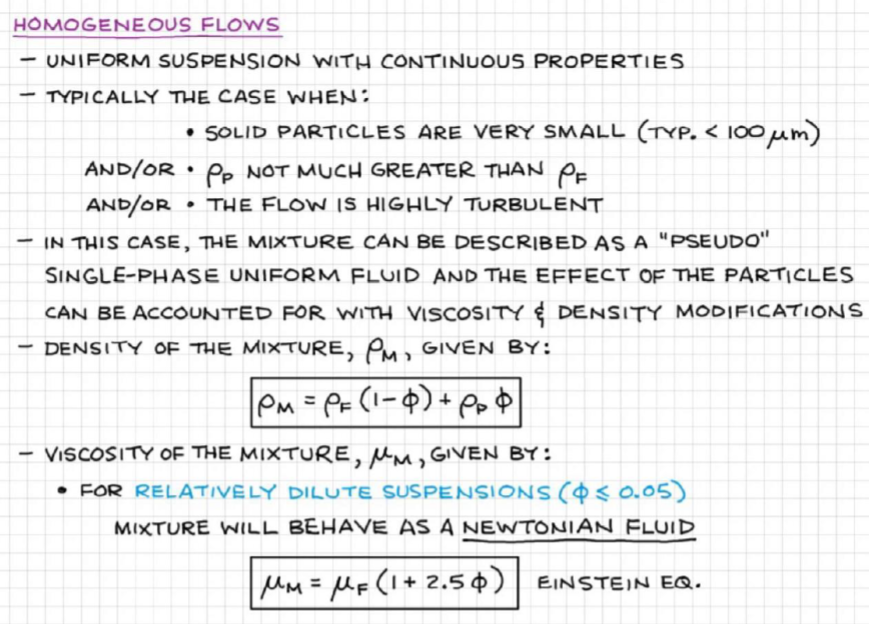 HOMOGENEOUS FLOWS
– UNIFORM SUSPENSION WITH CONTINUOUS PROPERTIES
– TYPICALLY THE CASE WHEN:
• SOLID PARTICLES ARE VERY SMALL (TYP. < 100 μm)
AND/OR • ρP NOT MUCH GREATER THAN ρF
AND/OR • THE FLOW IS HIGHLY TURBULENT
– IN THIS CASE, THE MIXTURE CAN BE DESCRIBED AS A "PSEUDO"
SINGLE-PHASE UNIFORM FLUID AND THE EFFECT OF THE PARTICLES
CAN BE ACCOUNTED FOR WITH VISCOSITY & DENSITY MODIFICATIONS
– DENSITY OF THE MIXTURE, ρM, GIVEN BY:
ρM = ρF (1-ϕ) + ρP ϕ
– VISCOSITY OF THE MIXTURE, μM, GIVEN BY:
• FOR RELATIVELY DILUTE SUSPENSIONS (ϕ ≤ 0.05)
MIXTURE WILL BEHAVE AS A NEWTONIAN FLUID
μM = μF (1 + 2.5 ϕ) EINSTEIN EQ.